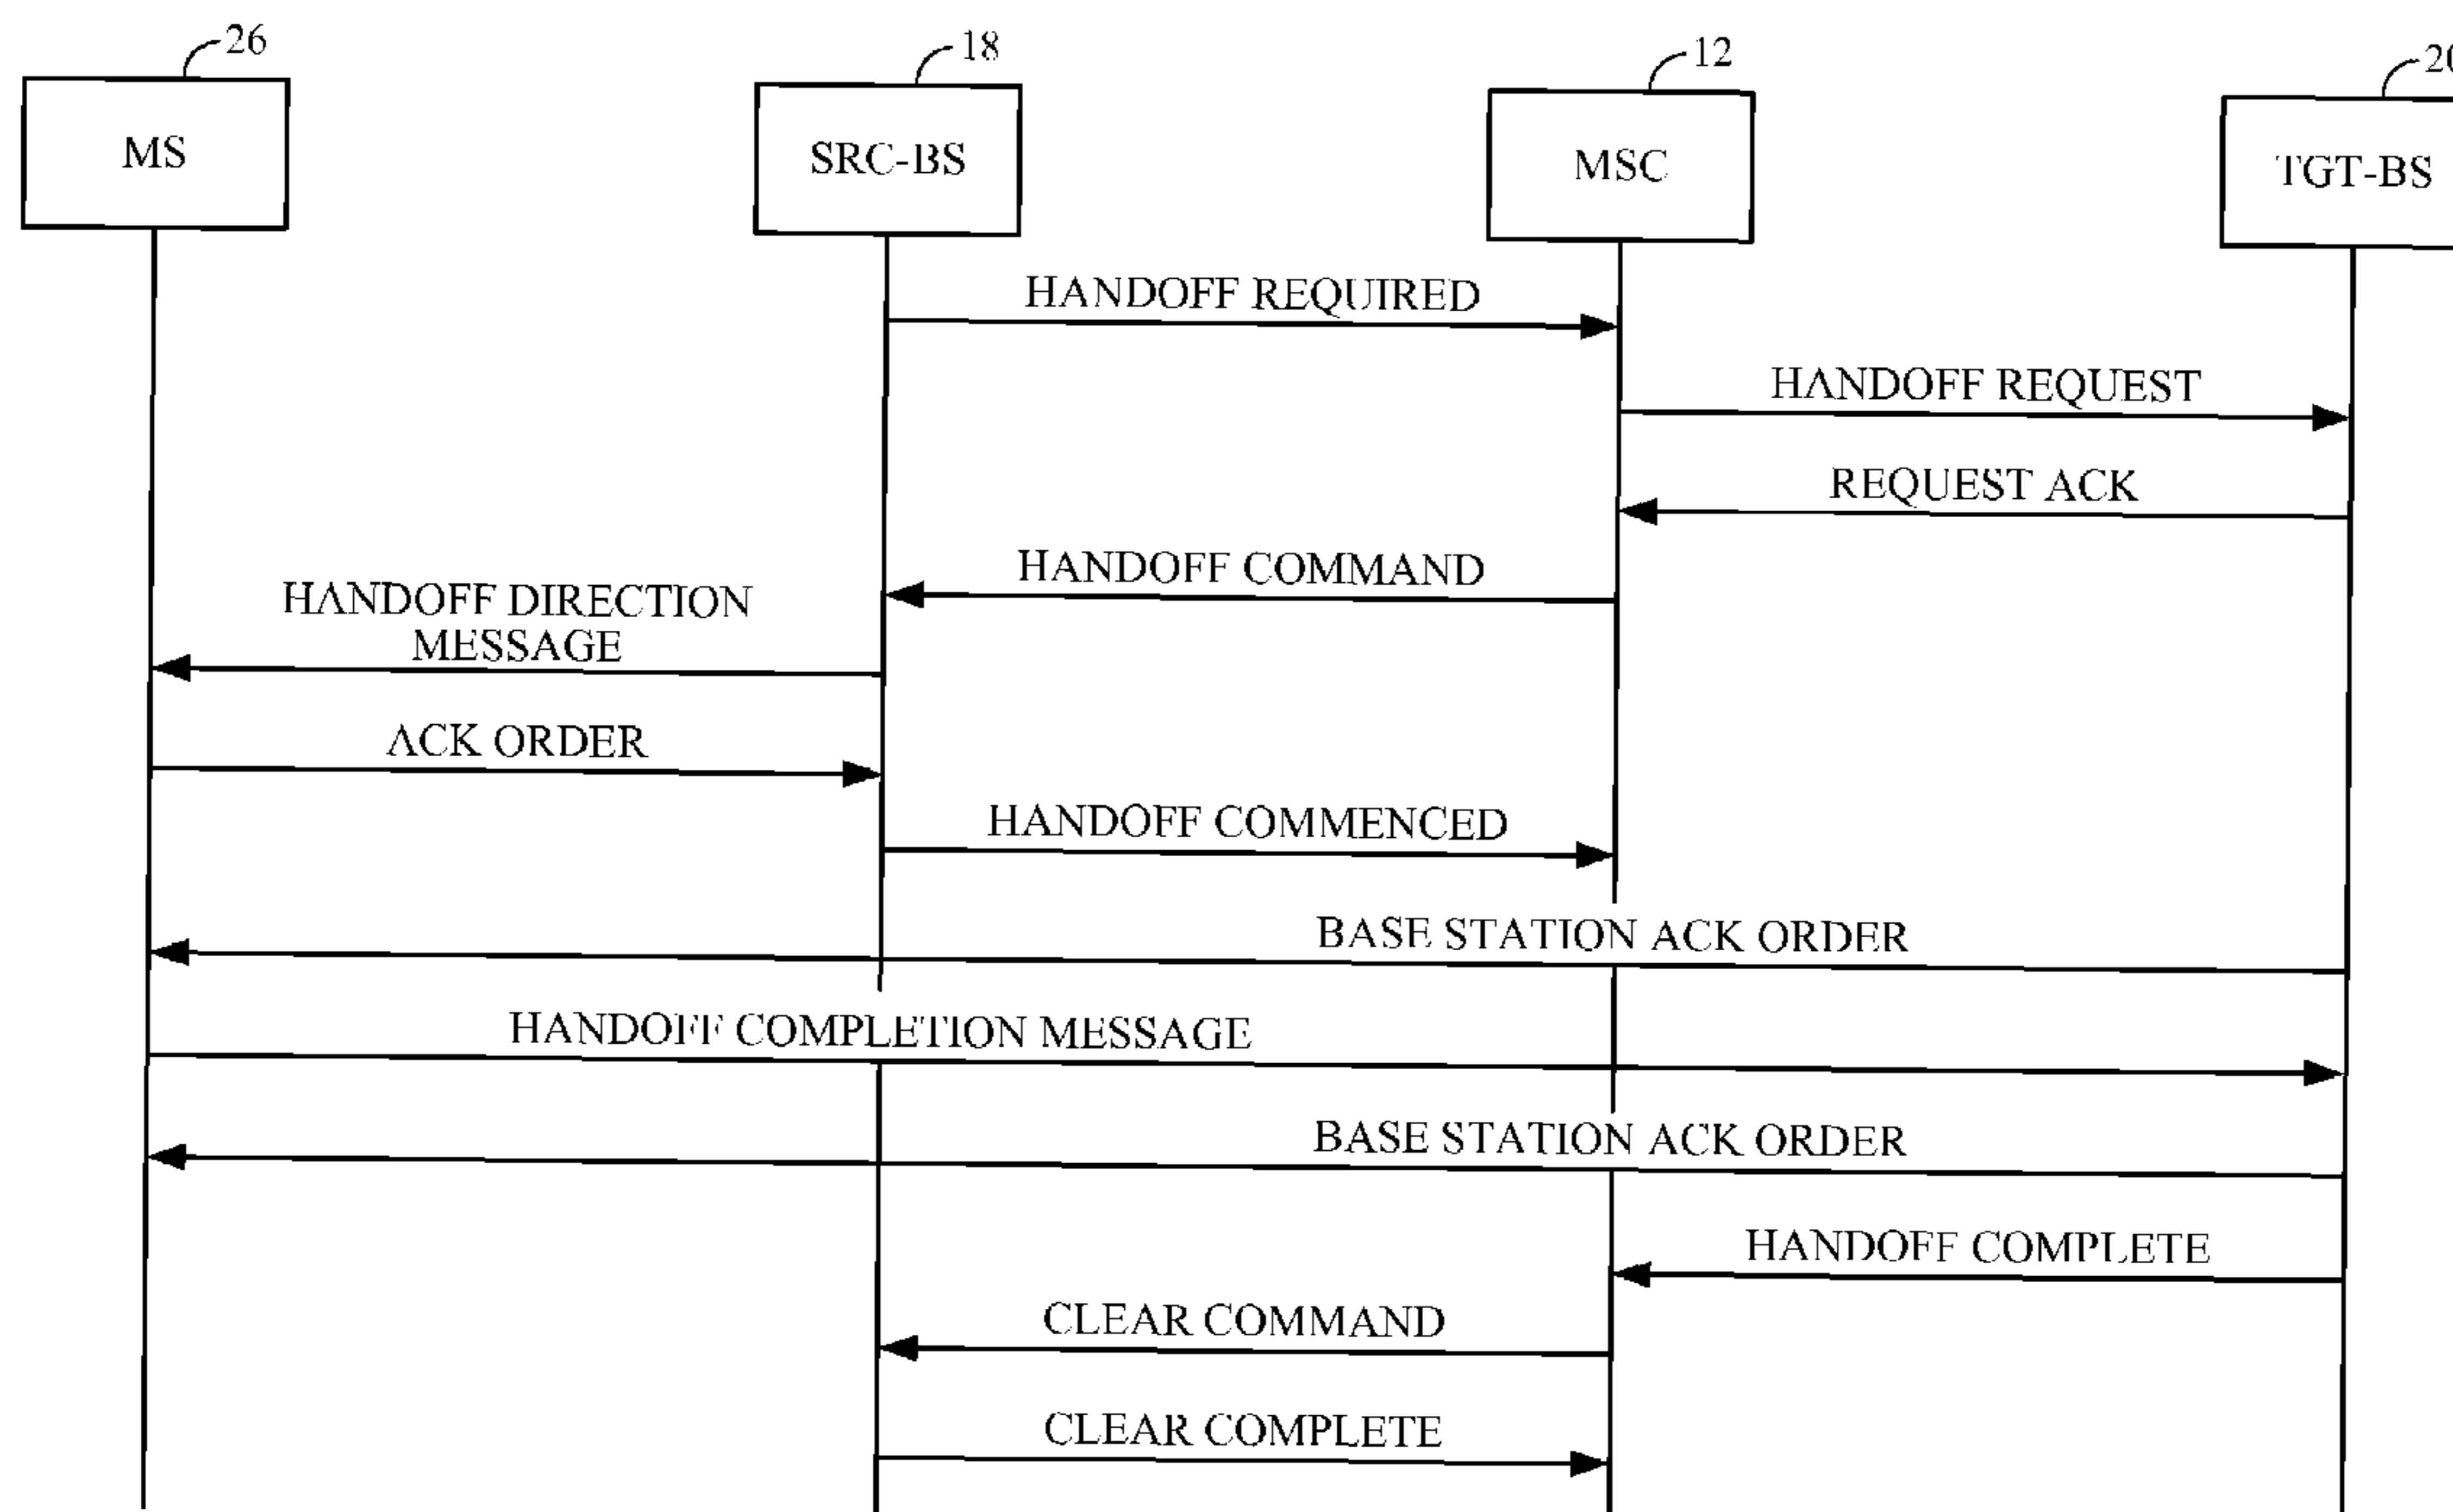 26
18
12
20
MS
SRC-BS
MSC
TGT-BS
HANDOFF REQUIRED
HANDOFF REQUEST
REQUEST ACK
HANDOFF COMMAND
HANDOFF DIRECTION
MESSAGE
ACK ORDER
HANDOFF COMMENCED
BASE STATION ACK ORDER
HANDOFF COMPLETION MESSAGE
BASE STATION ACK ORDER
HANDOFF COMPLETE
CLEAR COMMAND
CLEAR COMPLETE